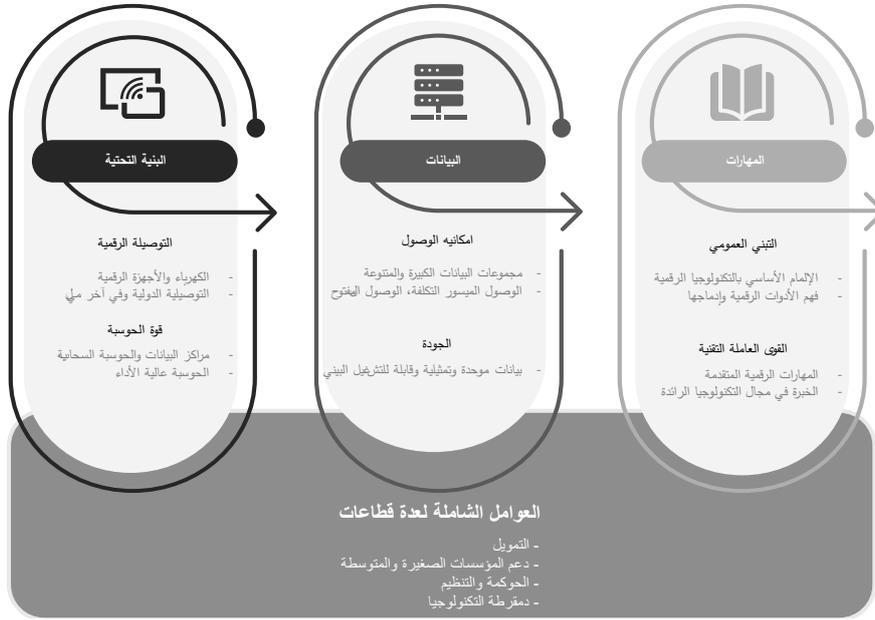 البنية التحتية
التوصيلة الرقمية
- الكهرباء والأجهزة الرقمية
- التوصيلية الدولية وفي آخر ملي
قوة الحوسبة
- مراكز البيانات والحوسبة السحابية
- الحوسبة عالية الأداء
البيانات
امكانيه الوصول
- مجموعات البيانات الكبيرة والمتنوعة
- الوصول الميسور التكلفة، الوصول المفتوح
الجودة
- بيانات موحدة وتمثيلية وقابلة للتشغيل البيني
المهارات
التبني العمومي
- الإلمام الأساسي بالتكنولوجيا الرقمية
- فهم الأدوات الرقمية وإدماجها
القوى العاملة التقنية
- المهارات الرقمية المتقدمة
- الخبرة في مجال التكنولوجيا الرائدة
العوامل الشاملة لعدة قطاعات
- التمويل
- دعم المؤسسات الصغيرة والمتوسطة
- الحوكمة والتنظيم
- دمقرطة التكنولوجيا